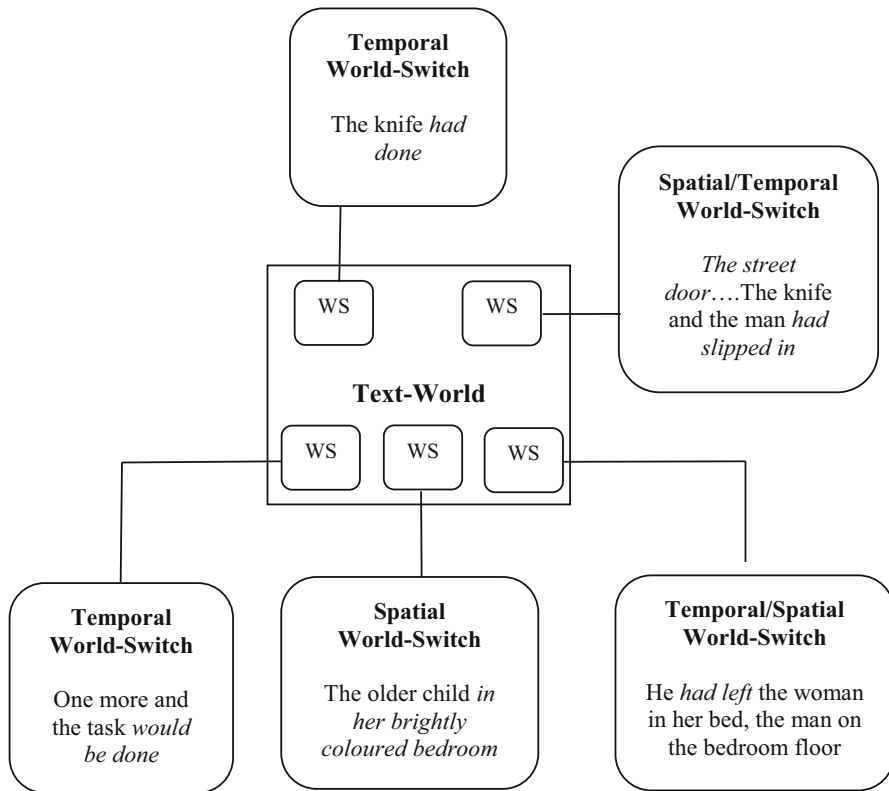 Temporal
World-Switch
The knife had
done
Spatial/Temporal
World-Switch
The street
door….The knife
and the man had
slipped in
WS
WS
Text-World
WS
WS
WS
Temporal
World-Switch
One more and
the task would
be done
Spatial
World-Switch
The older child in
her brightly
coloured bedroom
Temporal/Spatial
World-Switch
He had left the woman
in her bed, the man on
the bedroom floor